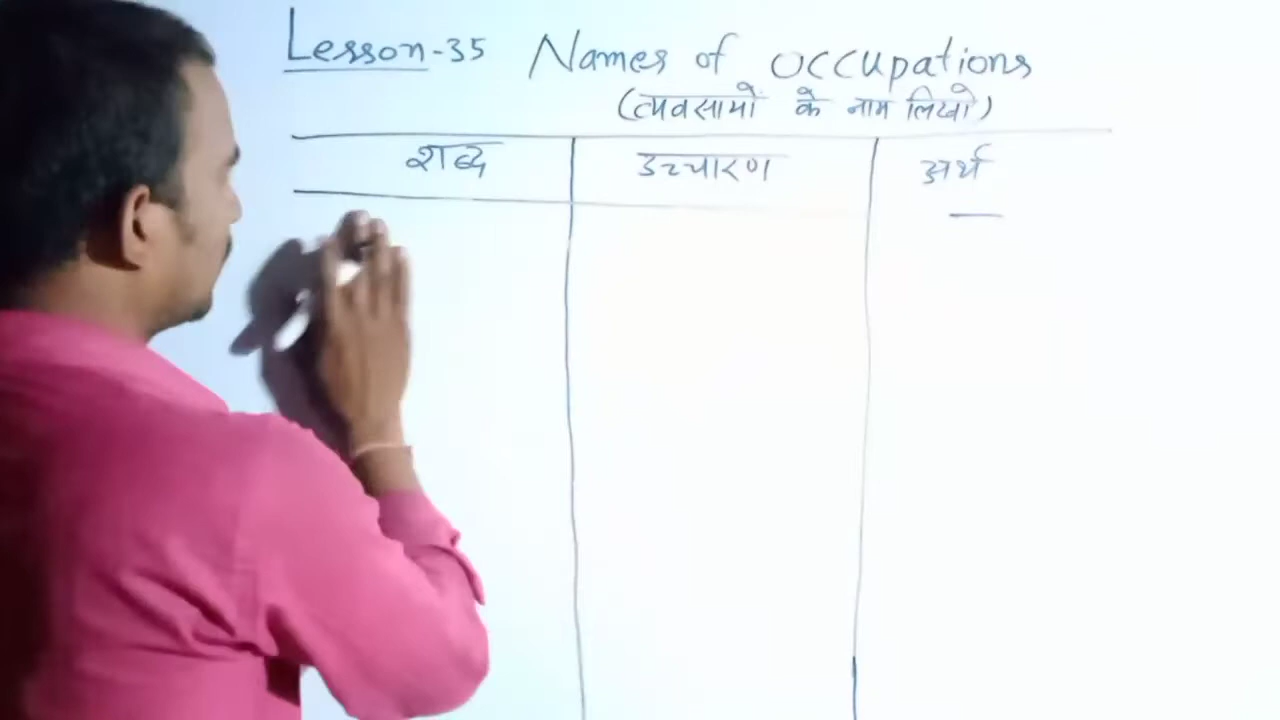 Lesson-35 Names of Occupations
(व्यवसायों के नाम लिखो)
शब्द उच्चारण अर्थ